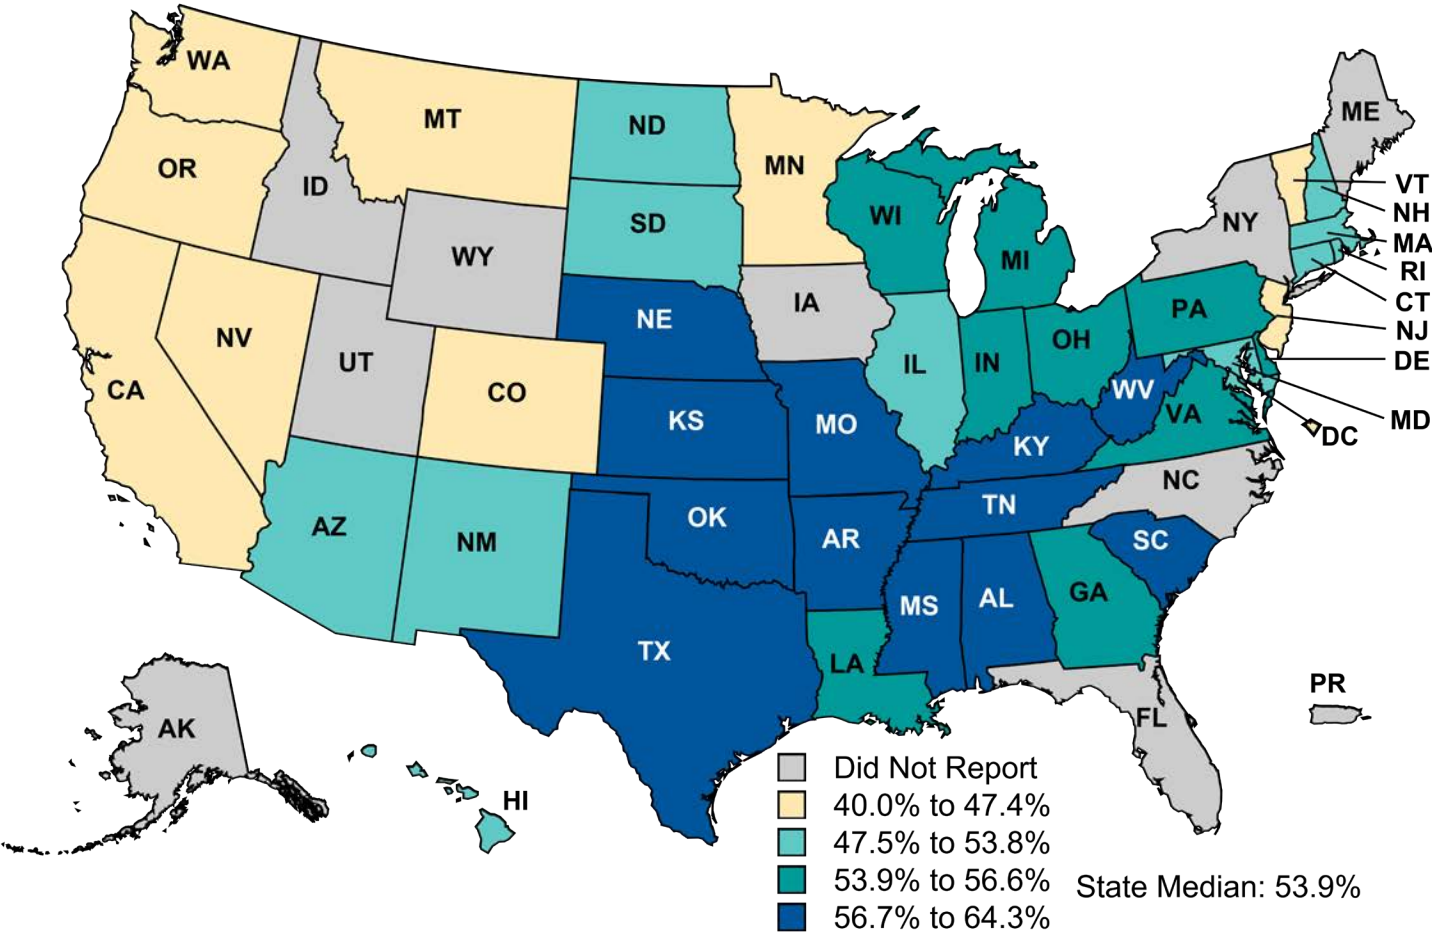 WA
MT
ND
MN
ME
OR
ID
VT
NH
SD
WI
NY
MA
WY
MI
RI
IA
CT
PA
NE
NJ
NV
OH
UT
IL
IN
DE
CA
CO
WV
KS
MO
VA
MD
KY
DC
NC
TN
AZ
NM
OK
AR
SC
MS
AL
GA
TX
LA
PR
AK
FL
HI
Did Not Report
40.0% to 47.4%
47.5% to 53.8%
53.9% to 56.6%
State Median: 53.9%
56.7% to 64.3%